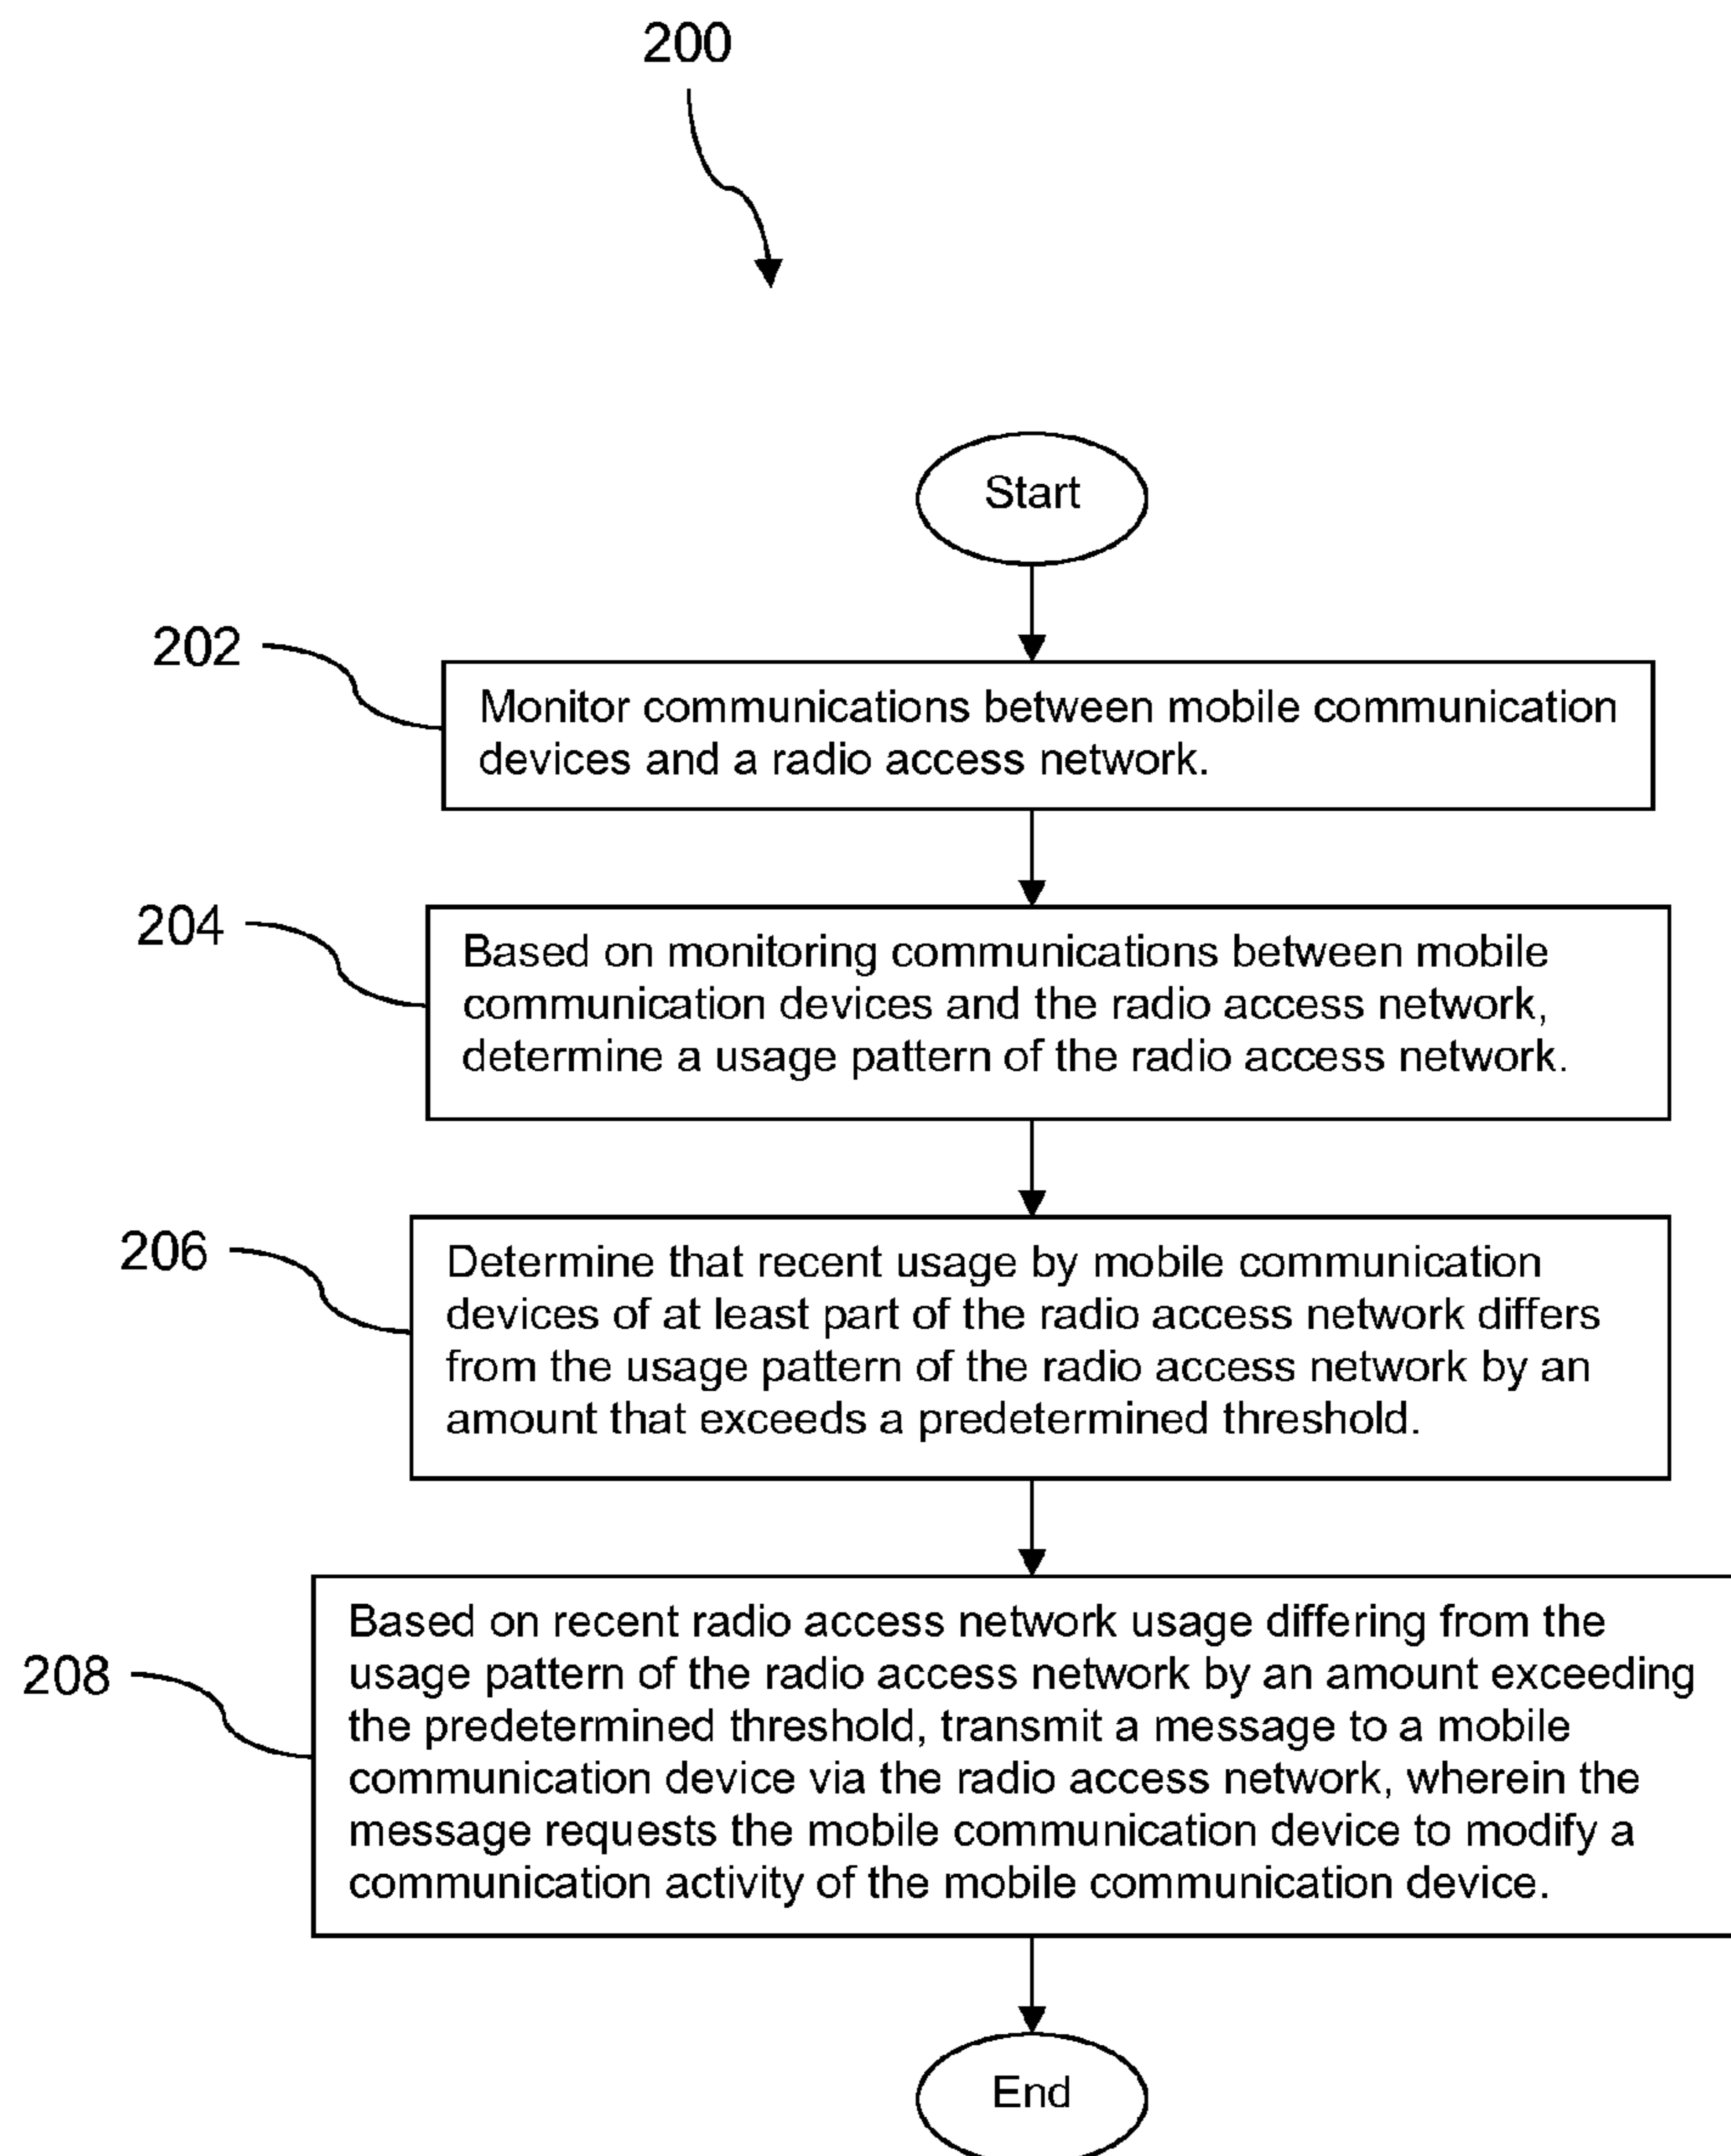 200
Start
202
Monitor communications between mobile communication
devices and a radio access network.
204
Based on monitoring communications between mobile
communication devices and the radio access network,
determine a usage pattern of the radio access network.
206
Determine that recent usage by mobile communication
devices of at least part of the radio access network differs
from the usage pattern of the radio access network by an
amount that exceeds a predetermined threshold.
208
Based on recent radio access network usage differing from the
usage pattern of the radio access network by an amount exceeding
the predetermined threshold, transmit a message to a mobile
communication device via the radio access network, wherein the
message requests the mobile communication device to modify a
communication activity of the mobile communication device.
End